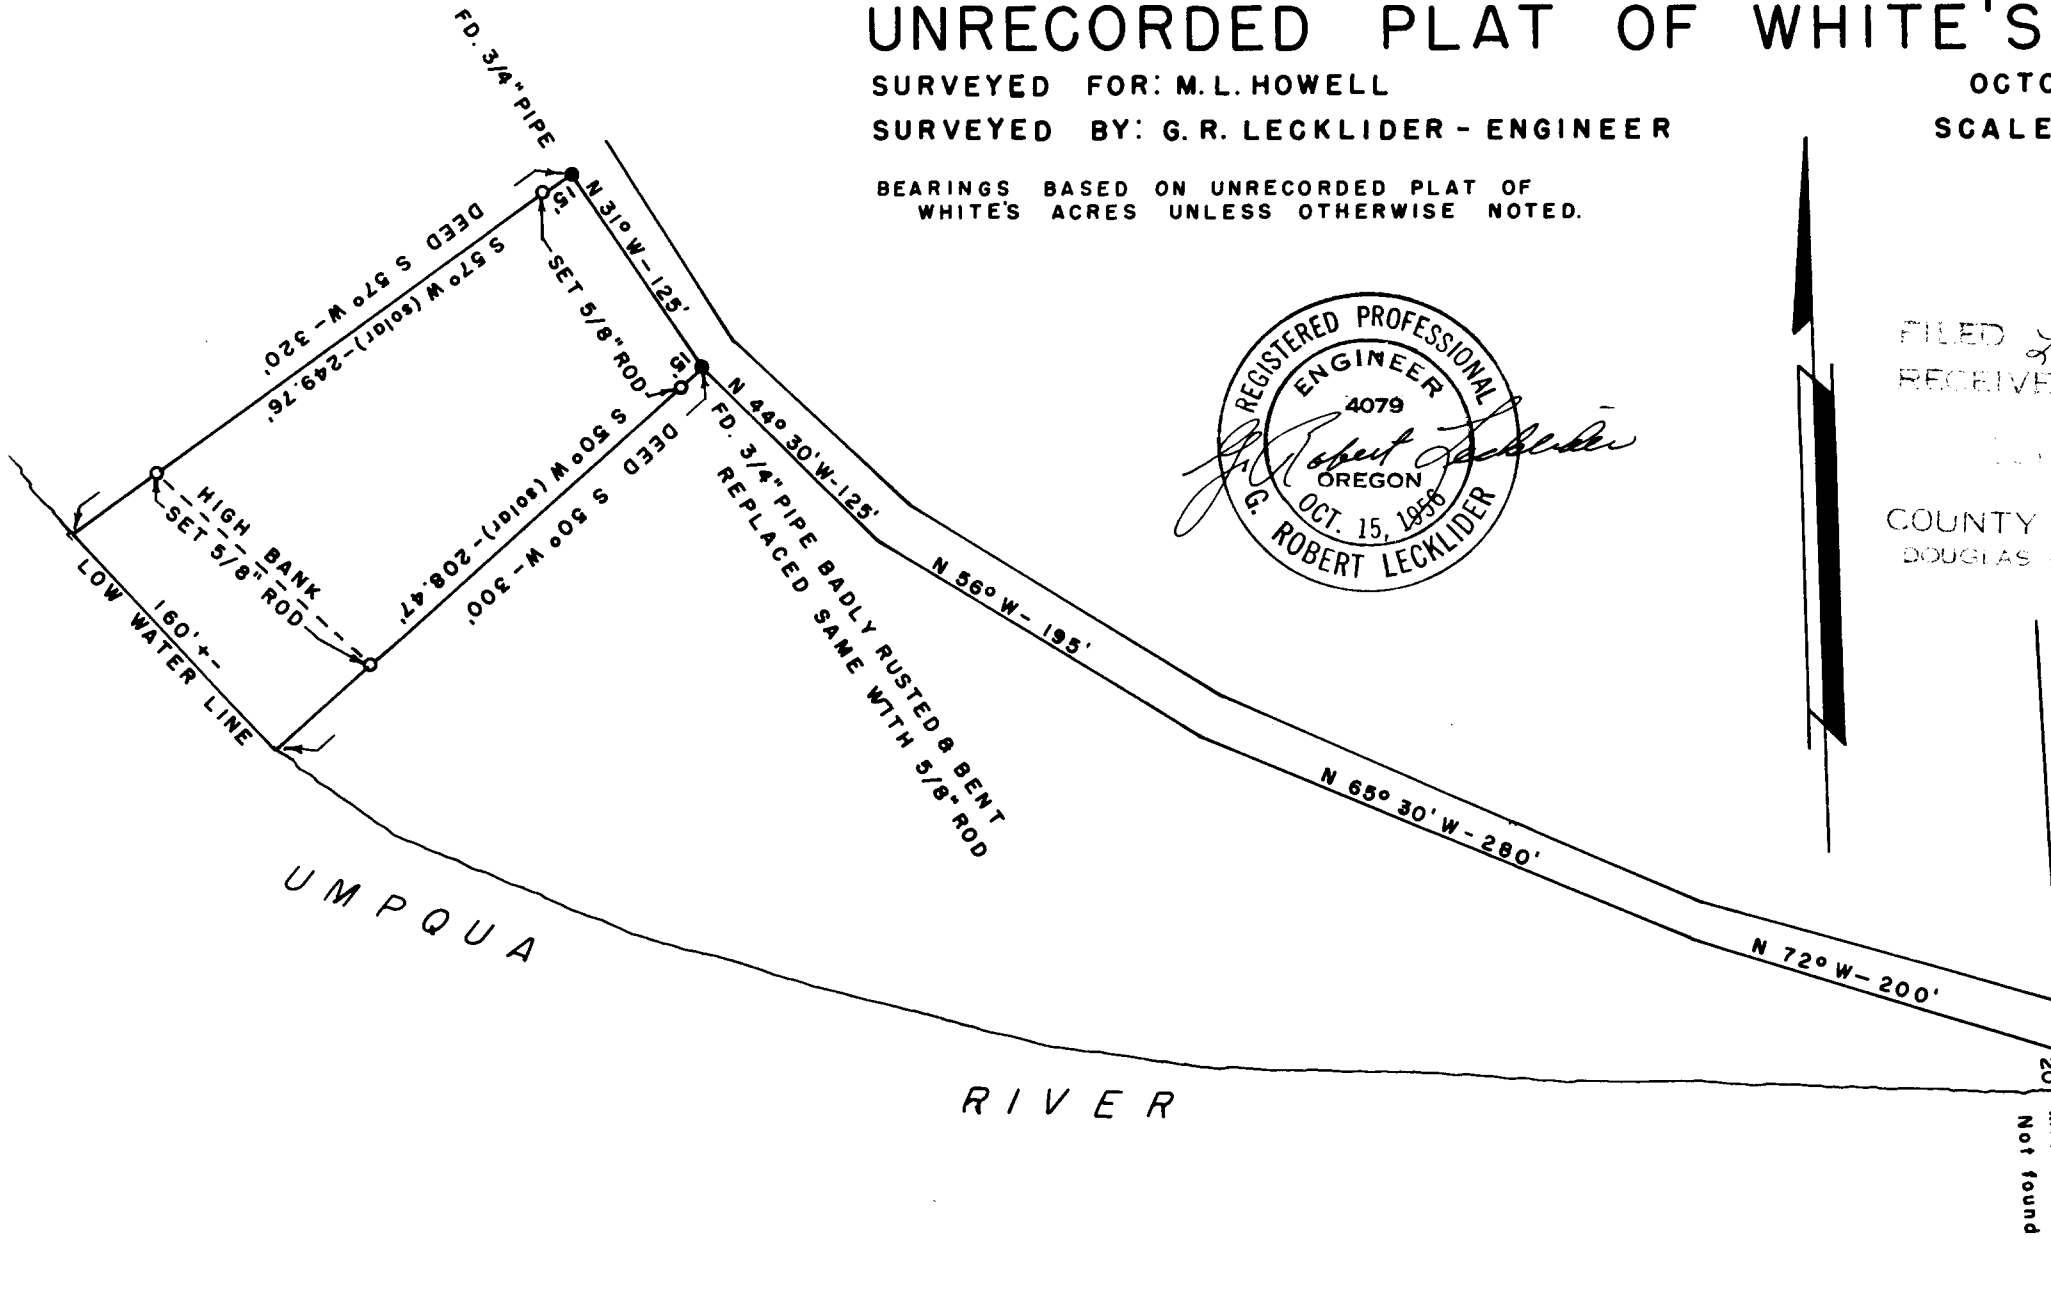 UNRECORDED PLAT OF WHITE'S
SURVEYED FOR: M. L. HOWELL
OCTO
SURVEYED BY: G. R. LECKLIDER - ENGINEER
SCALE
BEARINGS BASED ON UNRECORDED PLAT OF
WHITE'S ACRES UNLESS OTHERWISE NOTED.
FD. 3/4" PIPE
15'
N 31° W - 125'
DEED S 57° W - 320'
S 57° W (solar) - 249.76'
SET 5/8" ROD
15'
DEED S 50° W - 300'
S 50° W (solar) - 208.47'
FD. 3/4" PIPE BADLY RUSTED & BENT
REPLACED SAME WITH 5/8" ROD
HIGH BANK
SET 5/8" ROD
160' +-
LOW WATER LINE
N 44° 30' W - 125'
N 56° W - 195'
N 65° 30' W - 280'
N 72° W - 200'
REGISTERED PROFESSIONAL
ENGINEER
4079
G. Robert Lecklider
OREGON
OCT. 15, 1956
G. ROBERT LECKLIDER
FILED
RECEIVE
COUNTY
DOUGLAS
UMPQUA
RIVER
20
Not found